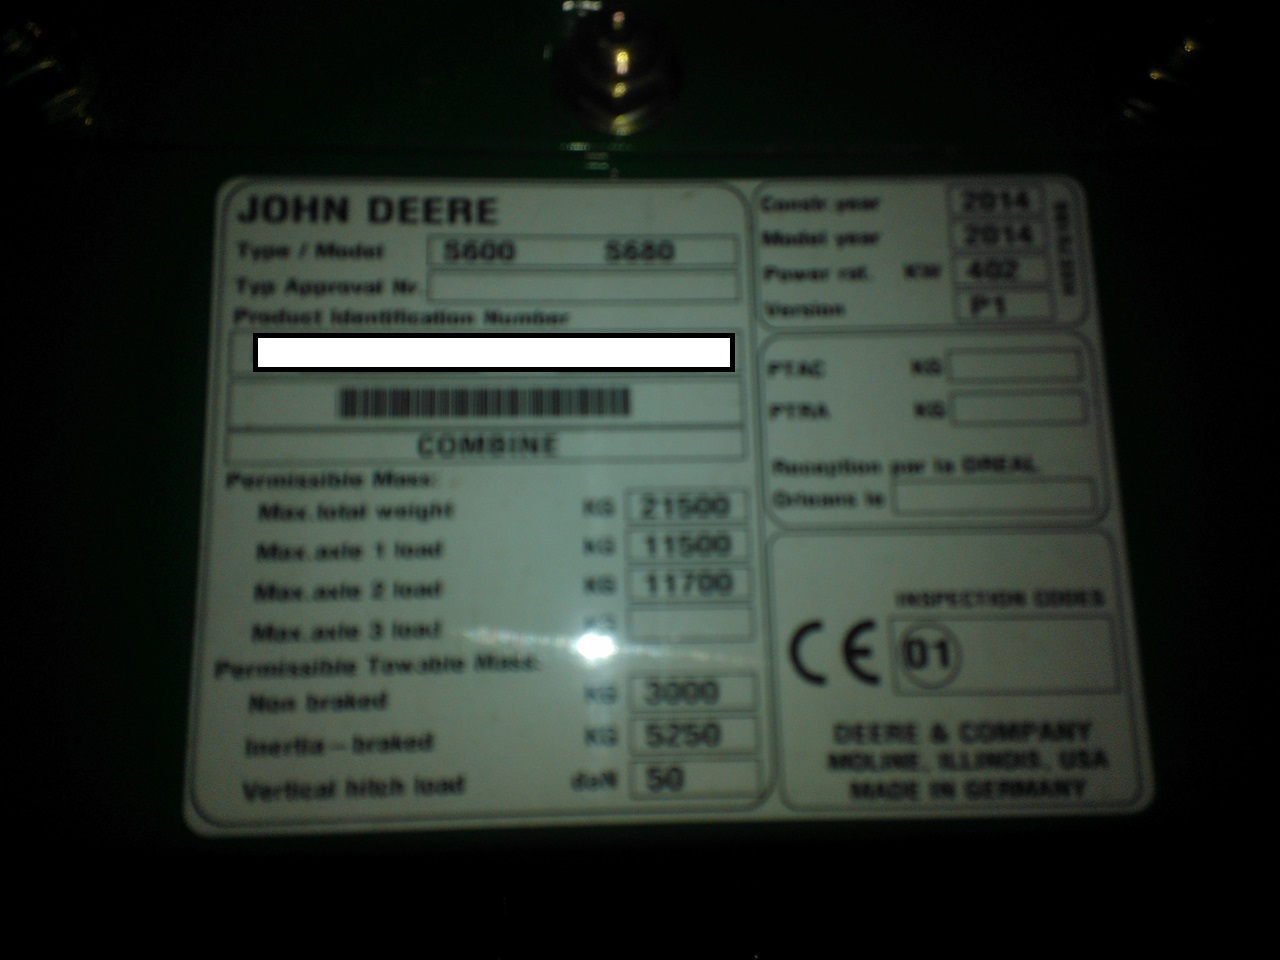 JOHN DEERE
Type / Model S600 S680
Typ Approval Nr.
Product Identification Number
COMBINE
Permissible Mass:
Max. total weight KG 21500
Max. axle 1 load KG 11500
Max. axle 2 load KG 11700
Max. axle 3 load
Permissible Towable Mass:
Non braked KG 3000
Inertia - braked KG 5250
Vertical hitch load daN 50
Constr. year 2014
Model year 2014
Power rat. KW 402
Version P1
PTAC KG
PTRA KG
Reception par la DREAL
Orleans le
INSPECTION CODES
CE 01
DEERE & COMPANY
MOLINE, ILLINOIS, USA
MADE IN GERMANY